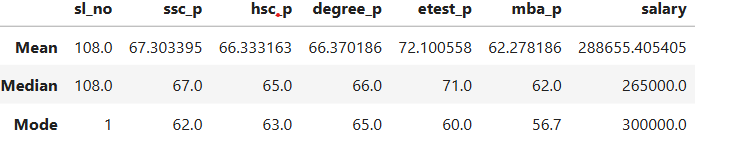 sl_no ssc_p hsc_p degree_p etest_p mba_p salary
Mean 108.0 67.303395 66.333163 66.370186 72.100558 62.278186 288655.405405
Median 108.0 67.0 65.0 66.0 71.0 62.0 265000.0
Mode 1 62.0 63.0 65.0 60.0 56.7 300000.0